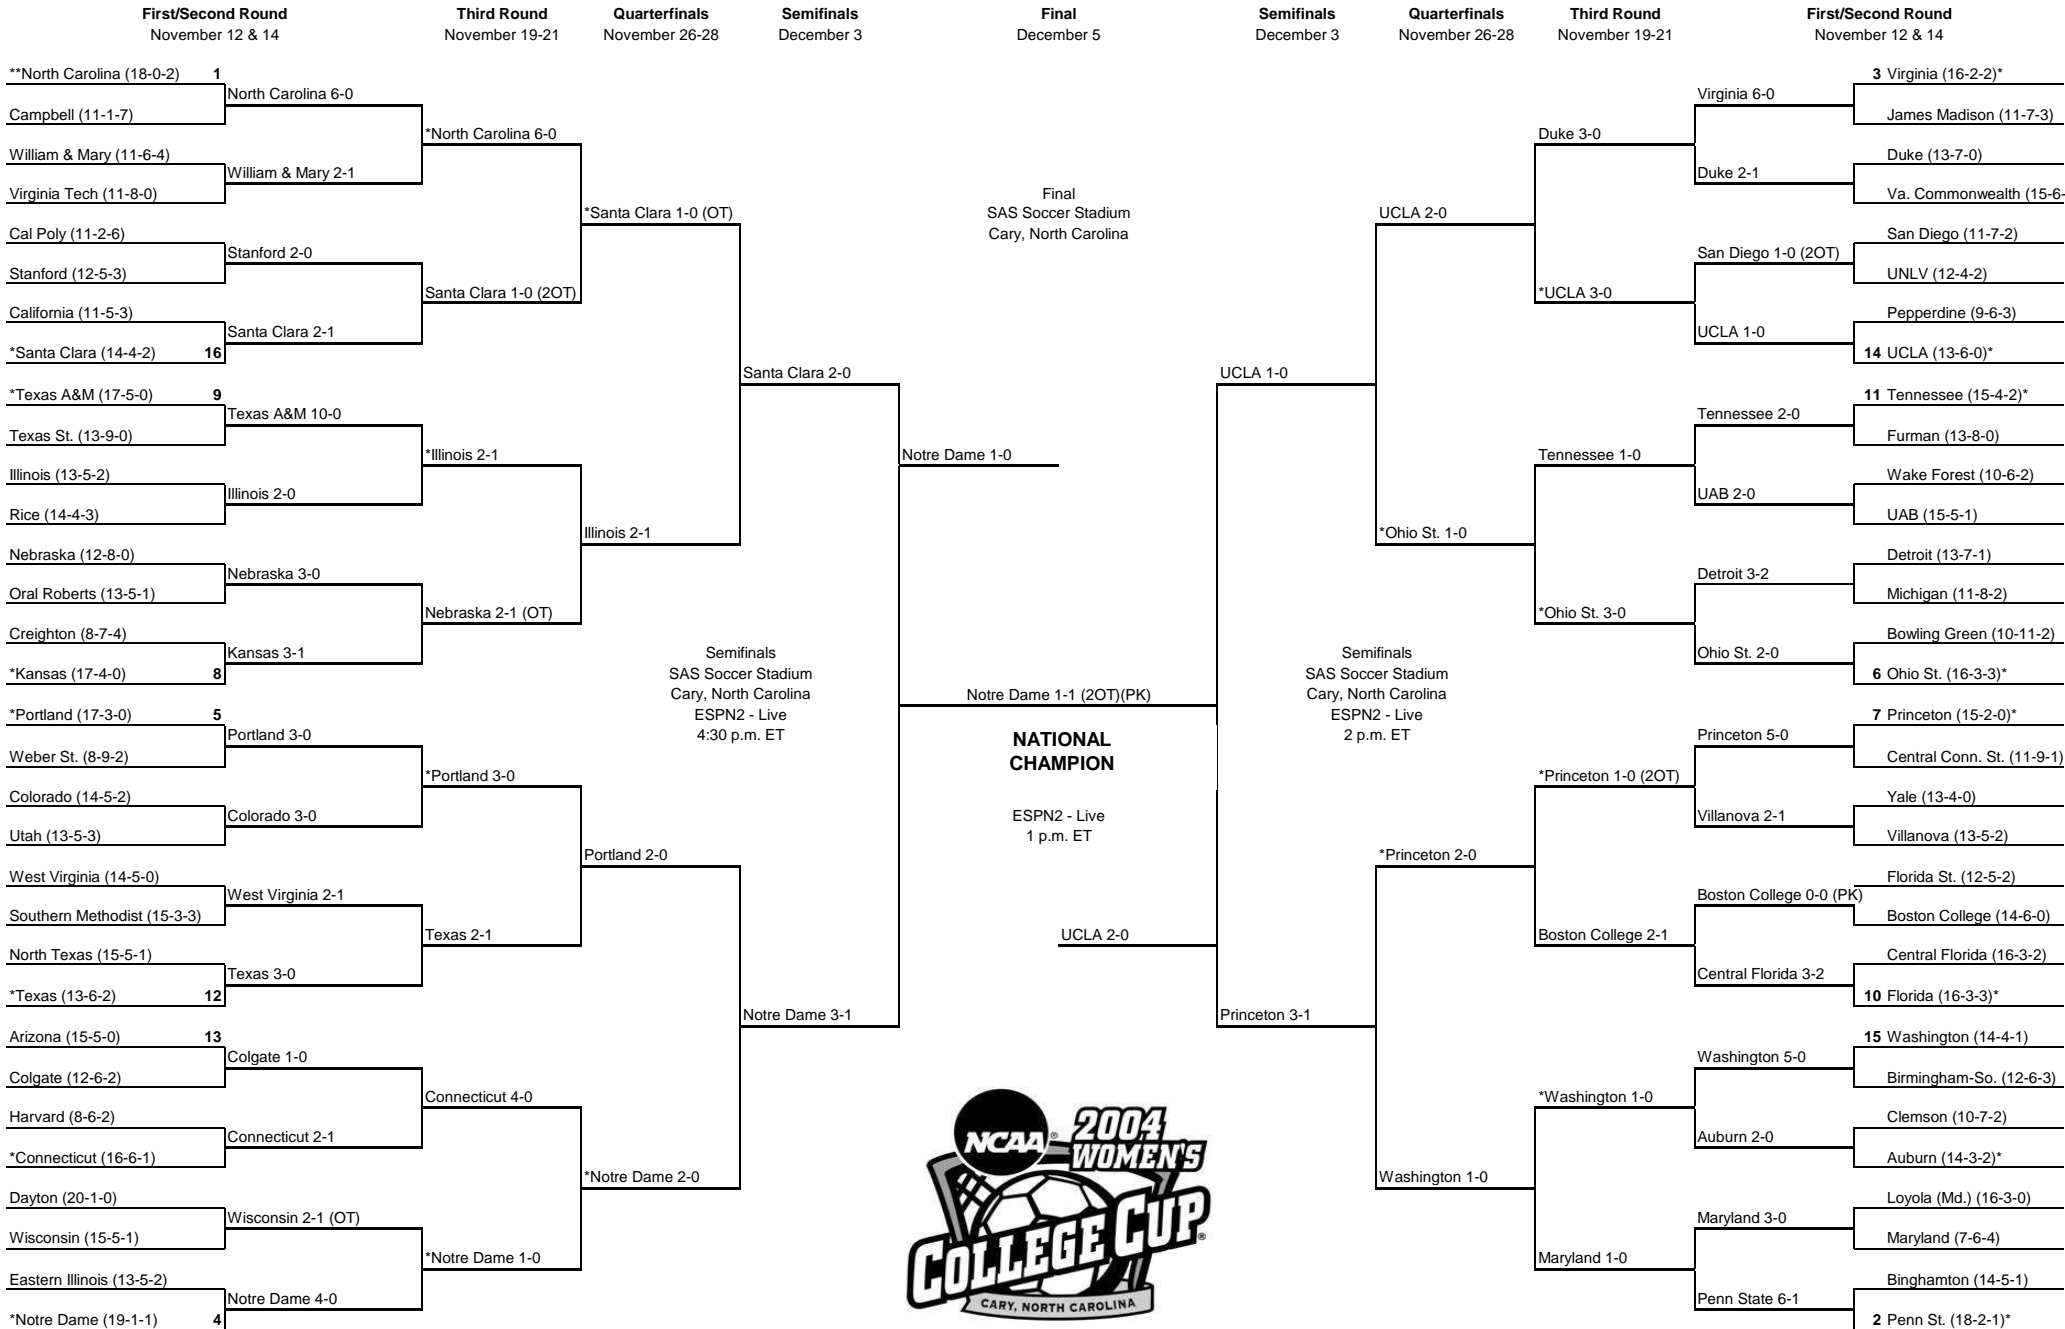 First/Second Round
November 12 & 14
Third Round
November 19-21
Quarterfinals
November 26-28
Semifinals
December 3
Final
December 5
Semifinals
December 3
Quarterfinals
November 26-28
Third Round
November 19-21
First/Second Round
November 12 & 14
**North Carolina (18-0-2) 1
North Carolina 6-0
Campbell (11-1-7)
*North Carolina 6-0
William & Mary (11-6-4)
William & Mary 2-1
Virginia Tech (11-8-0)
*Santa Clara 1-0 (OT)
Cal Poly (11-2-6)
Stanford 2-0
Stanford (12-5-3)
Santa Clara 1-0 (2OT)
California (11-5-3)
Santa Clara 2-1
*Santa Clara (14-4-2) 16
Santa Clara 2-0
*Texas A&M (17-5-0) 9
Texas A&M 10-0
Texas St. (13-9-0)
*Illinois 2-1
Illinois (13-5-2)
Illinois 2-0
Rice (14-4-3)
Illinois 2-1
Nebraska (12-8-0)
Nebraska 3-0
Oral Roberts (13-5-1)
Nebraska 2-1 (OT)
Creighton (8-7-4)
Kansas 3-1
*Kansas (17-4-0) 8
Notre Dame 1-0
Semifinals
SAS Soccer Stadium
Cary, North Carolina
ESPN2 - Live
4:30 p.m. ET
*Portland (17-3-0) 5
Portland 3-0
Weber St. (8-9-2)
*Portland 3-0
Colorado (14-5-2)
Colorado 3-0
Utah (13-5-3)
Portland 2-0
West Virginia (14-5-0)
West Virginia 2-1
Southern Methodist (15-3-3)
Texas 2-1
North Texas (15-5-1)
Texas 3-0
*Texas (13-6-2) 12
Notre Dame 3-1
Arizona (15-5-0) 13
Colgate 1-0
Colgate (12-6-2)
Connecticut 4-0
Harvard (8-6-2)
Connecticut 2-1
*Connecticut (16-6-1)
*Notre Dame 2-0
Dayton (20-1-0)
Wisconsin 2-1 (OT)
Wisconsin (15-5-1)
*Notre Dame 1-0
Eastern Illinois (13-5-2)
Notre Dame 4-0
*Notre Dame (19-1-1) 4
Final
SAS Soccer Stadium
Cary, North Carolina
Notre Dame 1-1 (2OT)(PK)
NATIONAL
CHAMPION
ESPN2 - Live
1 p.m. ET
UCLA 2-0
NCAA ®
2004
WOMEN'S
COLLEGE CUP ®
CARY, NORTH CAROLINA
3 Virginia (16-2-2)*
Virginia 6-0
James Madison (11-7-3)
Duke 3-0
Duke (13-7-0)
Duke 2-1
Va. Commonwealth (15-6-
UCLA 2-0
San Diego (11-7-2)
San Diego 1-0 (2OT)
UNLV (12-4-2)
*UCLA 3-0
Pepperdine (9-6-3)
UCLA 1-0
14 UCLA (13-6-0)*
UCLA 1-0
11 Tennessee (15-4-2)*
Tennessee 2-0
Furman (13-8-0)
Tennessee 1-0
Wake Forest (10-6-2)
UAB 2-0
UAB (15-5-1)
*Ohio St. 1-0
Detroit (13-7-1)
Detroit 3-2
Michigan (11-8-2)
*Ohio St. 3-0
Bowling Green (10-11-2)
Ohio St. 2-0
6 Ohio St. (16-3-3)*
Semifinals
SAS Soccer Stadium
Cary, North Carolina
ESPN2 - Live
2 p.m. ET
7 Princeton (15-2-0)*
Princeton 5-0
Central Conn. St. (11-9-1)
*Princeton 1-0 (2OT)
Yale (13-4-0)
Villanova 2-1
Villanova (13-5-2)
*Princeton 2-0
Florida St. (12-5-2)
Boston College 0-0 (PK)
Boston College (14-6-0)
Boston College 2-1
Central Florida (16-3-2)
Central Florida 3-2
10 Florida (16-3-3)*
Princeton 3-1
15 Washington (14-4-1)
Washington 5-0
Birmingham-So. (12-6-3)
*Washington 1-0
Clemson (10-7-2)
Auburn 2-0
Auburn (14-3-2)*
Washington 1-0
Loyola (Md.) (16-3-0)
Maryland 3-0
Maryland (7-6-4)
Maryland 1-0
Binghamton (14-5-1)
Penn State 6-1
2 Penn St. (18-2-1)*